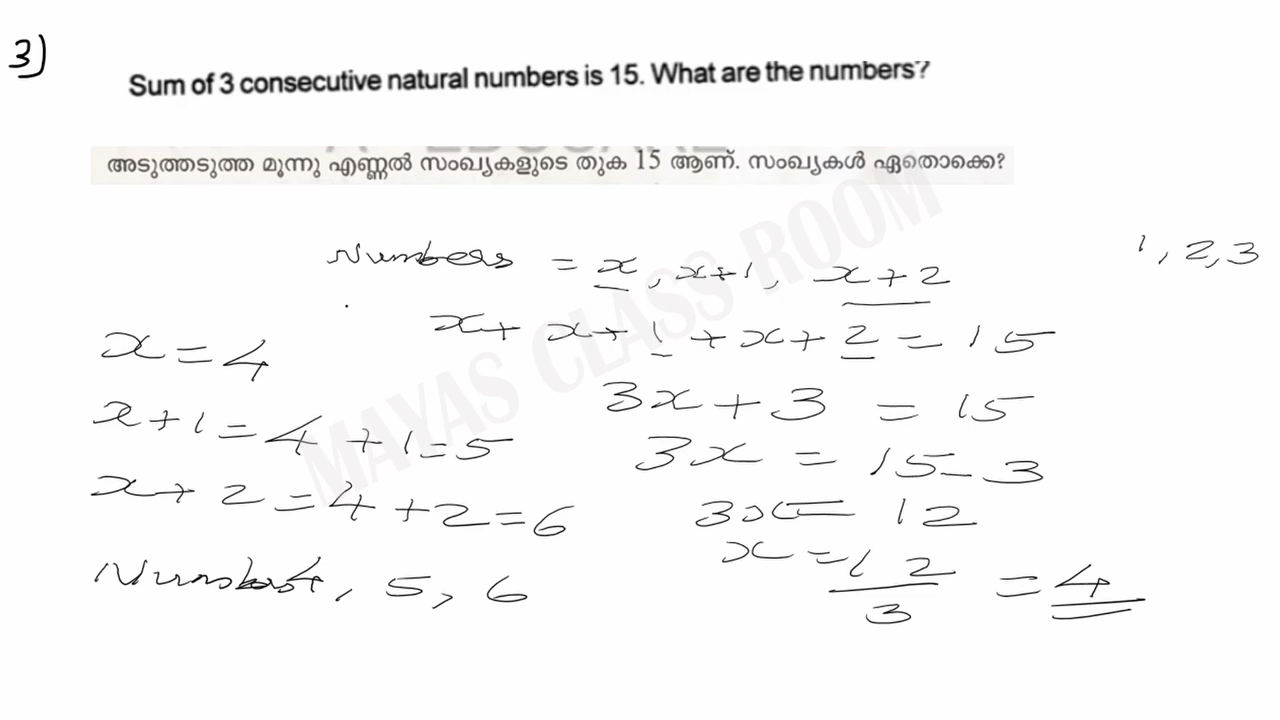 3)
Sum of 3 consecutive natural numbers is 15. What are the numbers?
അടുത്തടുത്ത മൂന്നു എണ്ണൽ സംഖ്യകളുടെ തുക 15 ആണ്. സംഖ്യകൾ ഏതൊക്കെ?
1, 2, 3
Numbers = x, x+1, x+2
x + x + 1 + x + 2 = 15
3x + 3 = 15
3x = 15 - 3
3x = 12
x = 12/3 = 4
x = 4
x + 1 = 4 + 1 = 5
x + 2 = 4 + 2 = 6
4, 5, 6
MAYAS CLASS ROOM